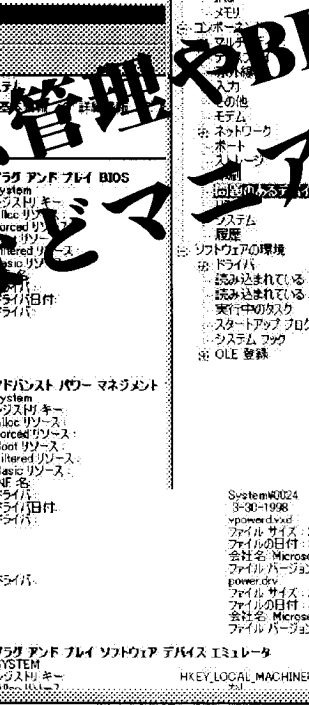 メモリ
コンポーネント
入力
その他
モデム
ネットワーク
ポート
ストレージ
システム
履歴
ソフトウェアの環境
ドライバ
読み込まれている
読み込まれている
実行中のタスク
スタートアップ プログ
システム フック
OLE 登録
管理やBI
どマニア
ラグ アンド プレイ BIOS
ystem
ジストリ キー
lloc リソース
orced リソース
iltered リソース
asic リソース
ライバ日付:
ライバ:
ドバンスト パワー マネジメント
ystem
ジストリ キー:
lloc リソース:
orced リソース:
oot リソース:
iltered リソース:
asic リソース:
NF 名:
ライバ:
ライバ日付:
ライバ:
ライバ:
System¥0024
3-30-1998
vpowerd.vxd
ファイル サイズ:
ファイルの日付:
会社名: Microso
ファイル バージョン
power.drv
ファイル サイズ:
ファイルの日付:
会社名: Microso
ファイル バージョン
ラグ アンド プレイ ソフトウェア デバイス エミュレータ
SYSTEM
ジストリ キー:
HKEY_LOCAL_MACHINE